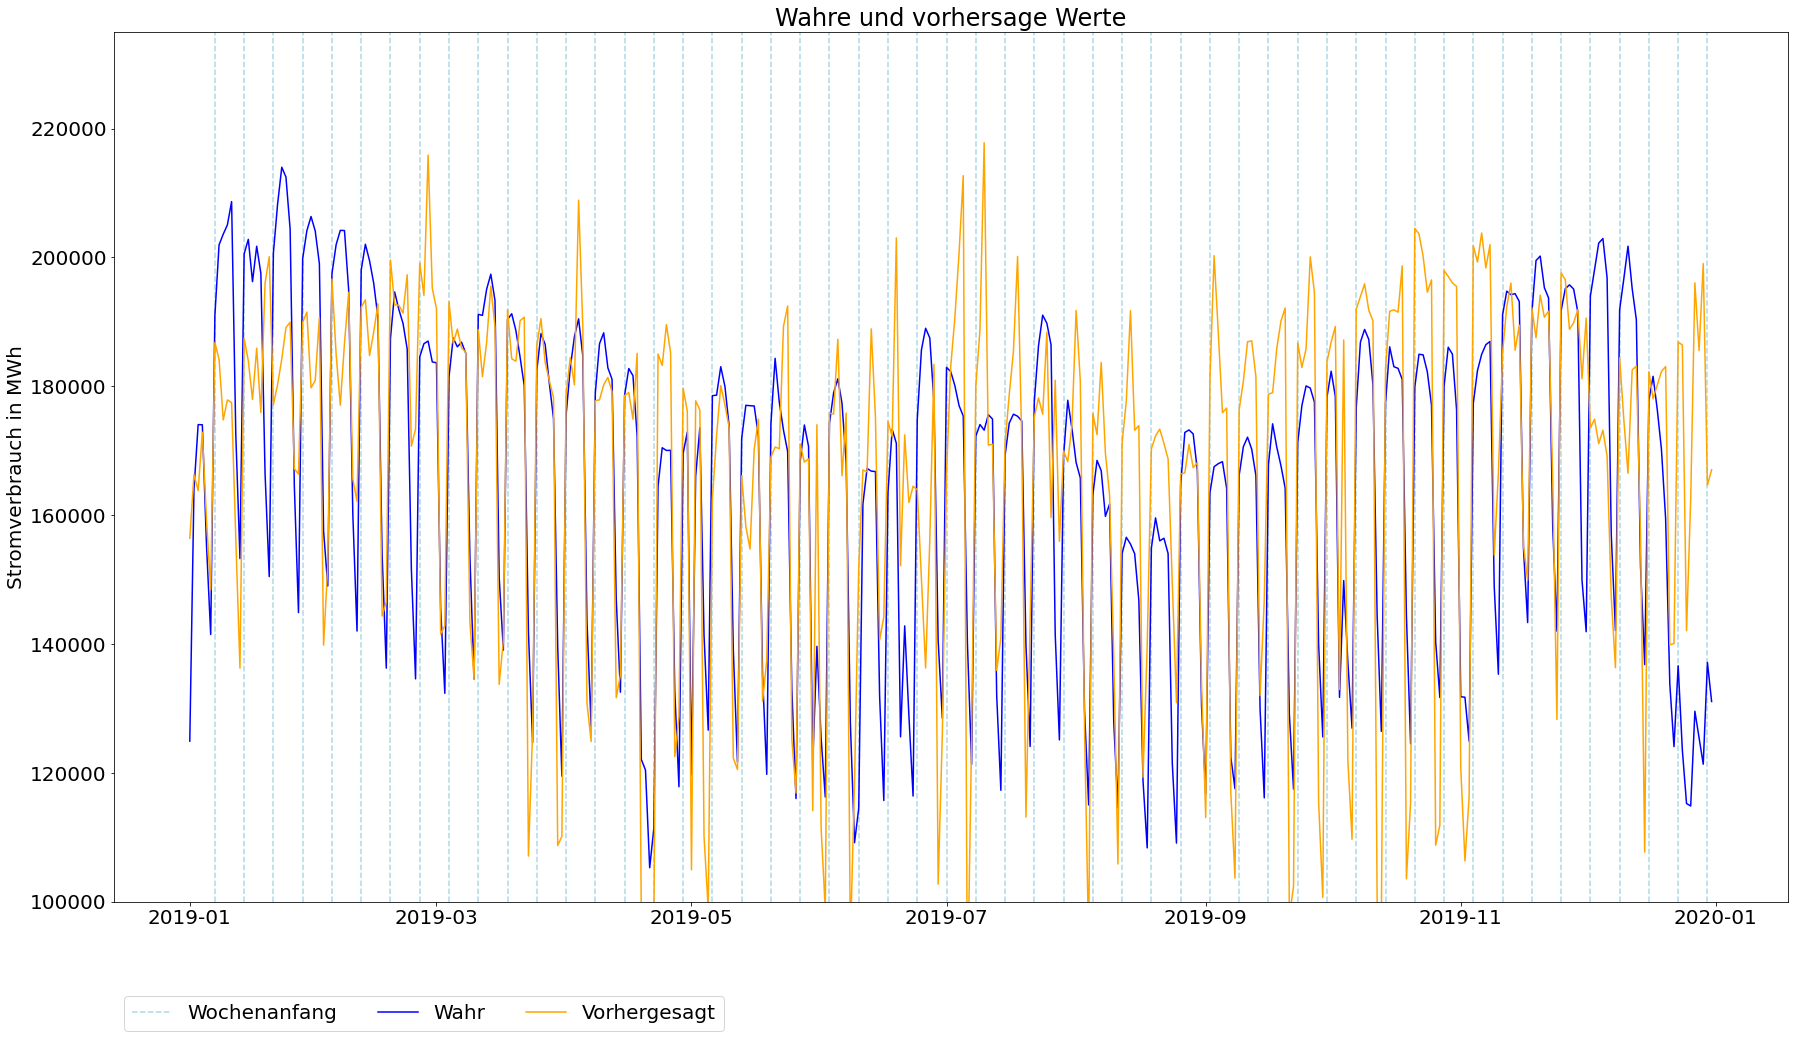 Wahre und vorhersage Werte
Stromverbrauch in MWh
220000
200000
180000
160000
140000
120000
100000
2019-01 2019-03 2019-05 2019-07 2019-09 2019-11 2020-01
Wochenanfang Wahr Vorhergesagt